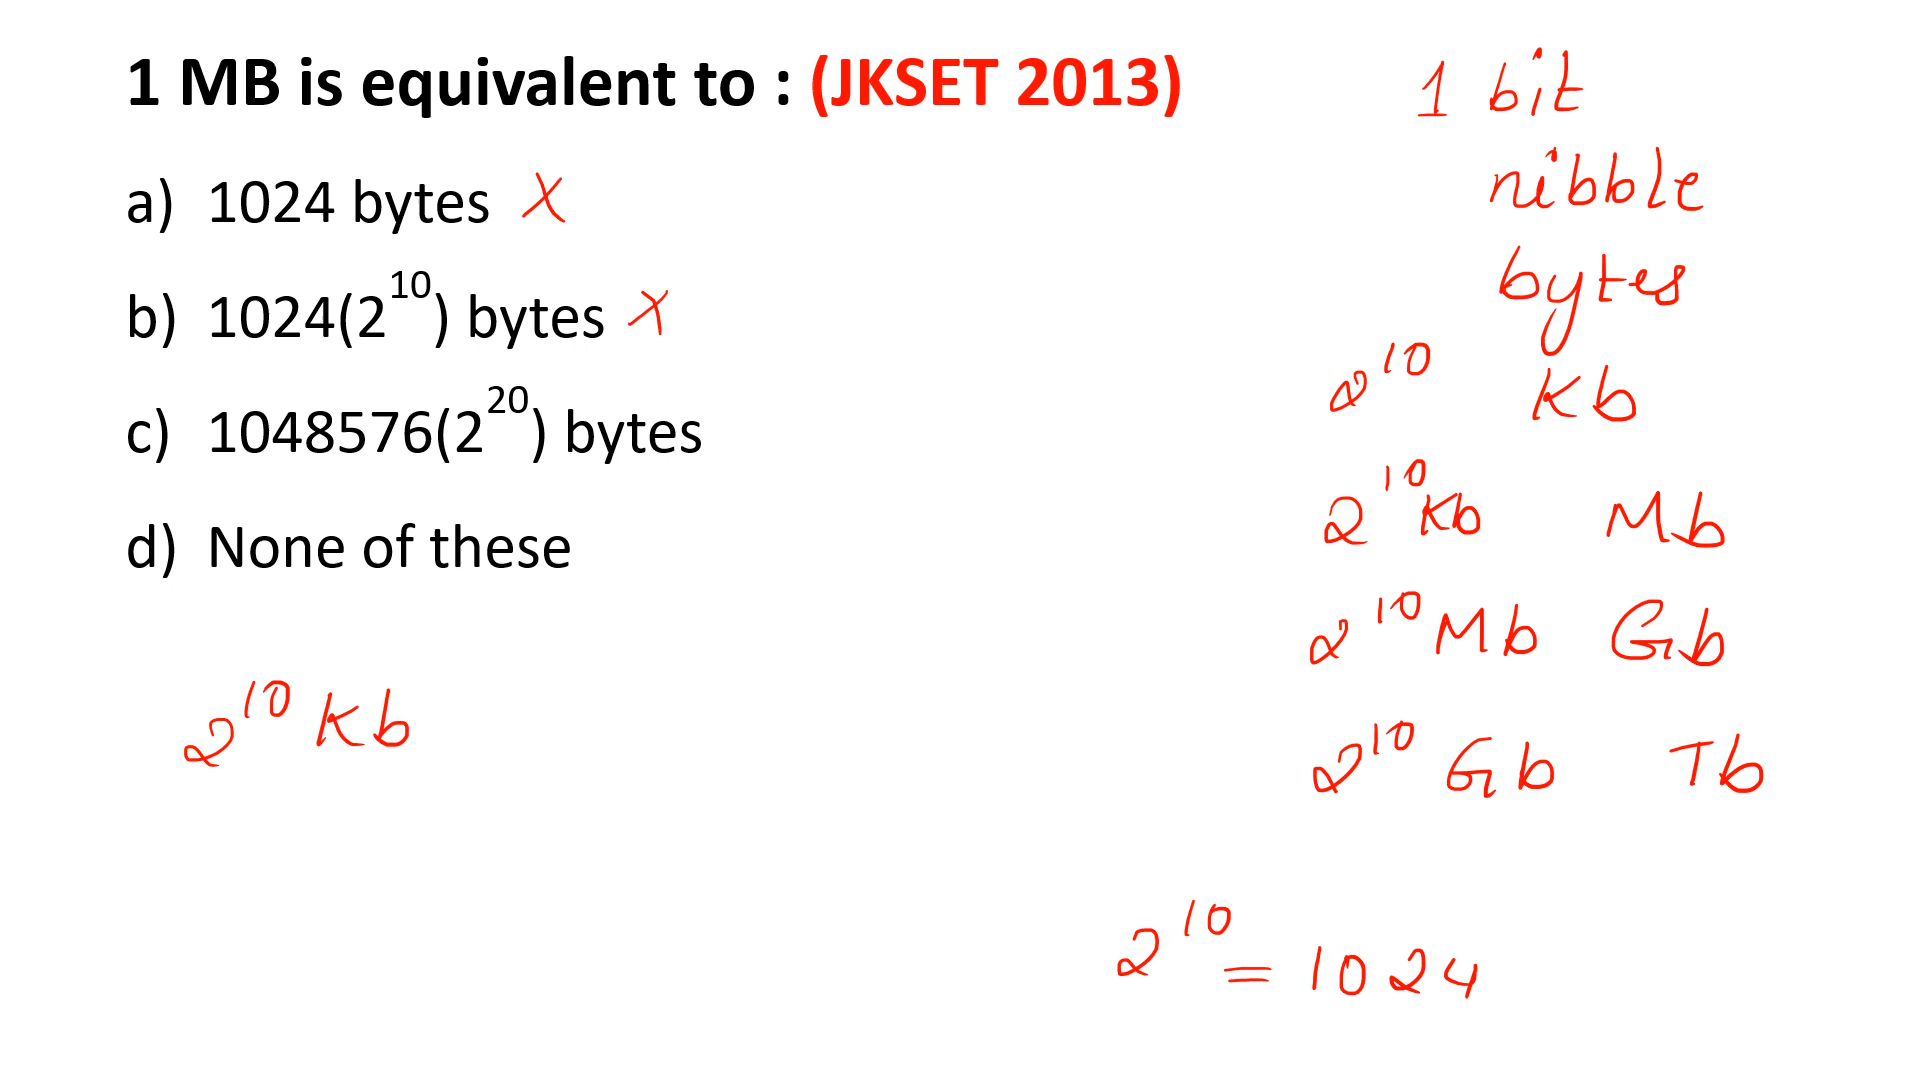 1 MB is equivalent to : (JKSET 2013)
a) 1024 bytes X
b) 1024(2^10) bytes X
c) 1048576(2^20) bytes
d) None of these
2^10 Kb
1 bit
nibble
bytes
2^10 Kb
2^10 Kb Mb
2^10 Mb Gb
2^10 Gb Tb
2^10 = 1024